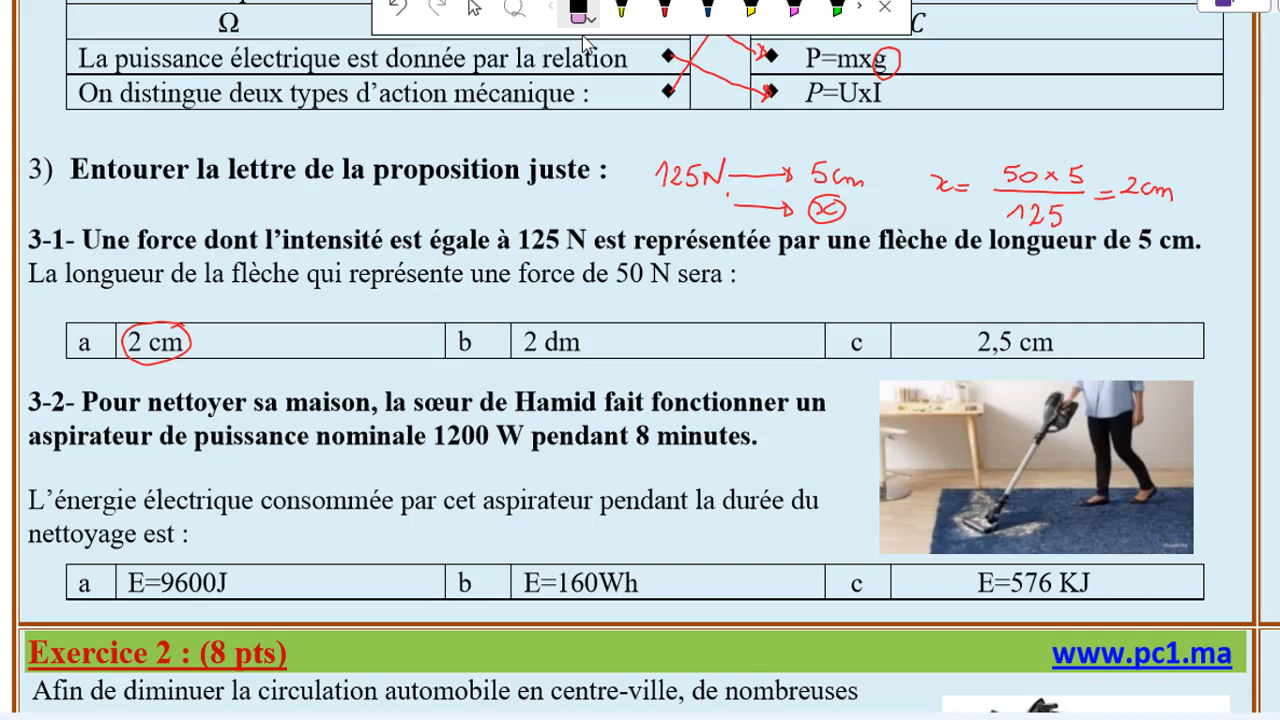 Ω C
La puissance électrique est donnée par la relation ◆ ◆ P=mxg
On distingue deux types d’action mécanique : ◆ ◆ P=UxI
3) Entourer la lettre de la proposition juste :
125N → 5cm
→ x
x = 50 × 5 / 125 = 2cm
3-1- Une force dont l’intensité est égale à 125 N est représentée par une flèche de longueur de 5 cm.
La longueur de la flèche qui représente une force de 50 N sera :
a 2 cm b 2 dm c 2,5 cm
3-2- Pour nettoyer sa maison, la sœur de Hamid fait fonctionner un
aspirateur de puissance nominale 1200 W pendant 8 minutes.
L’énergie électrique consommée par cet aspirateur pendant la durée du
nettoyage est :
a E=9600J b E=160Wh c E=576 KJ
Exercice 2 : (8 pts) www.pc1.ma
Afin de diminuer la circulation automobile en centre-ville, de nombreuses